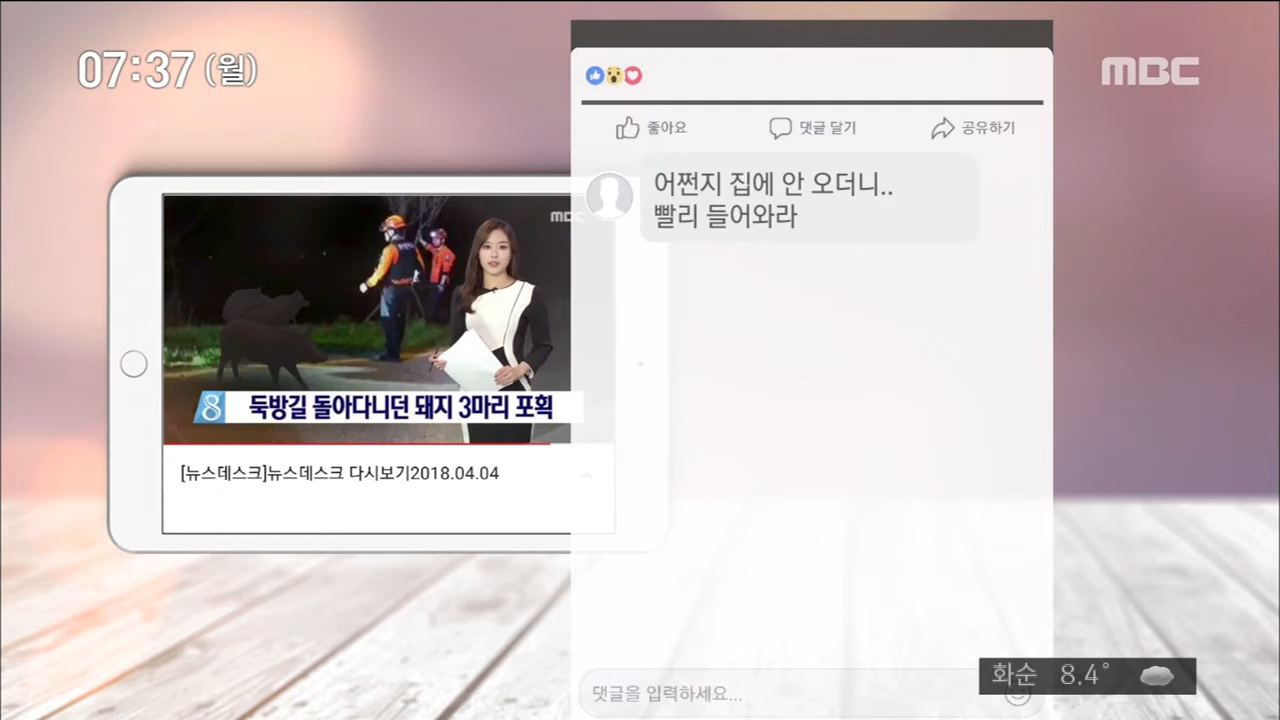 07:37 (월)
MBC
좋아요
댓글 달기
공유하기
어쩐지 집에 안 오더니..
빨리 들어와라
MBC
8 둑방길 돌아다니던 돼지 3마리 포획
[뉴스데스크]뉴스데스크 다시보기2018.04.04
화순 8.4°
댓글을 입력하세요...